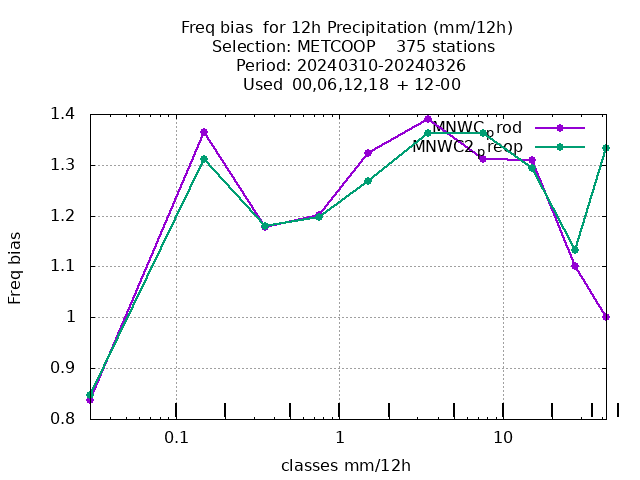 Freq bias  for 12h Precipitation (mm/12h)
Selection: METCOOP    375 stations
Period: 20240310-20240326
Used  00,06,12,18 + 12-00
MNWC_prod
MNWC2_preop
1.4
1.3
1.2
1.1
1
0.9
0.8
Freq bias
0.1 1 10
classes mm/12h